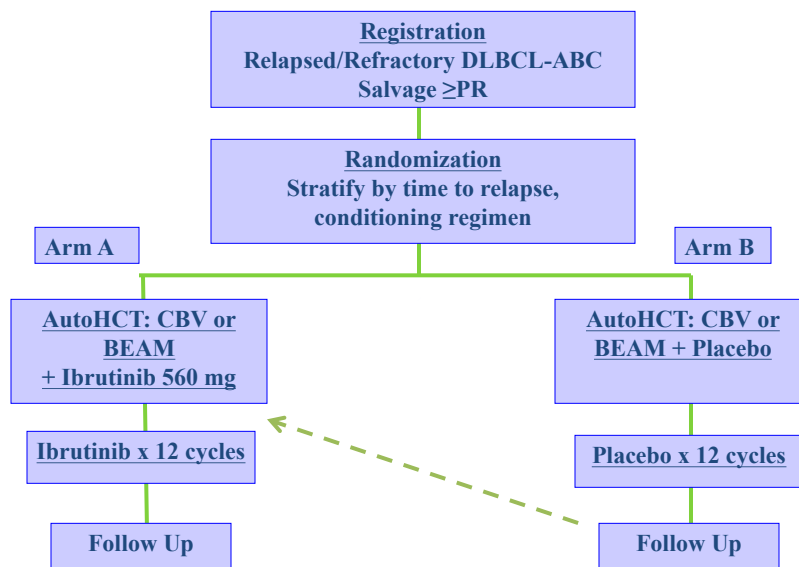 Registration
Relapsed/Refractory DLBCL-ABC
Salvage ≥PR
Randomization
Stratify by time to relapse,
conditioning regimen
Arm A
Arm B
AutoHCT: CBV or
BEAM
+ Ibrutinib 560 mg
AutoHCT: CBV or
BEAM + Placebo
Ibrutinib x 12 cycles
Placebo x 12 cycles
Follow Up
Follow Up